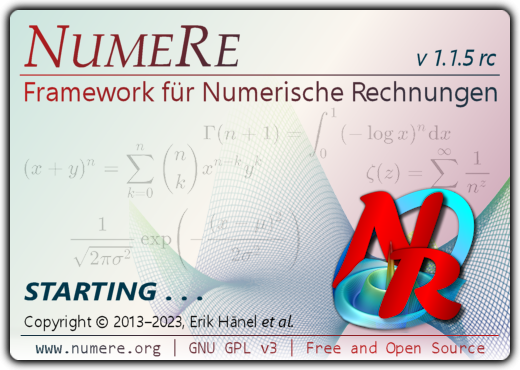 NUMERE
v 1.1.5 rc
Framework für Numerische Rechnungen
Γ(n + 1) = ∫₀¹ (− log x)ⁿ dx
(x + y)ⁿ = ∑ₖ₌₀ⁿ (n k) xⁿ⁻ᵏyᵏ
ζ(z) = ∑^∞ 1/nᶻ
1/√(2πσ²) exp(−(x − μ)²/2σ²)
NR
STARTING . . .
Copyright © 2013–2023, Erik Hänel et al.
www.numere.org | GNU GPL v3 | Free and Open Source